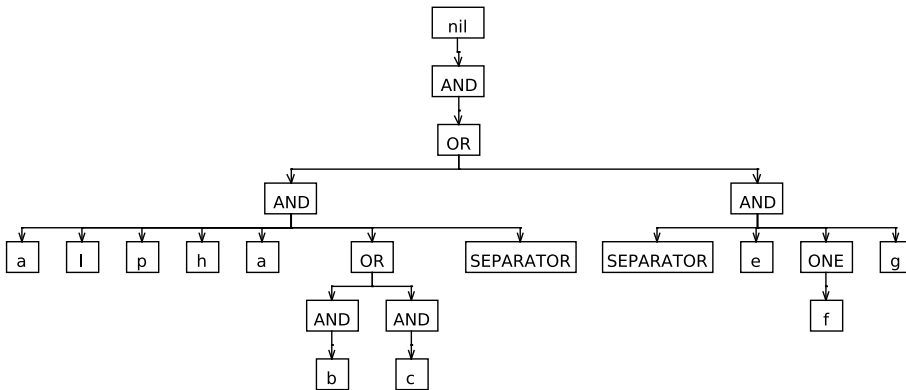 nil
AND
OR
AND AND
a l p h a OR SEPARATOR SEPARATOR e ONE g
AND AND f
b c